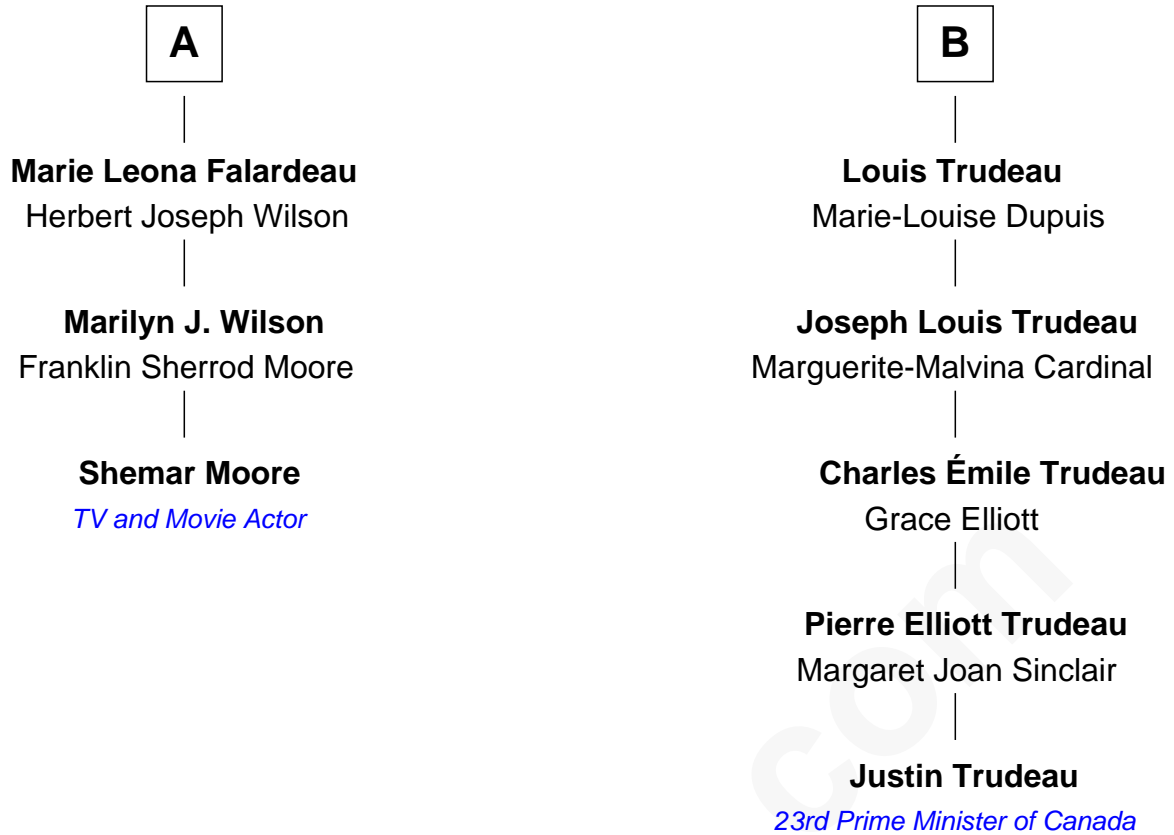 A
Marie Leona Falardeau
Herbert Joseph Wilson
Marilyn J. Wilson
Franklin Sherrod Moore
Shemar Moore
TV and Movie Actor
B
Louis Trudeau
Marie-Louise Dupuis
Joseph Louis Trudeau
Marguerite-Malvina Cardinal
Charles Émile Trudeau
Grace Elliott
Pierre Elliott Trudeau
Margaret Joan Sinclair
Justin Trudeau
23rd Prime Minister of Canada
com